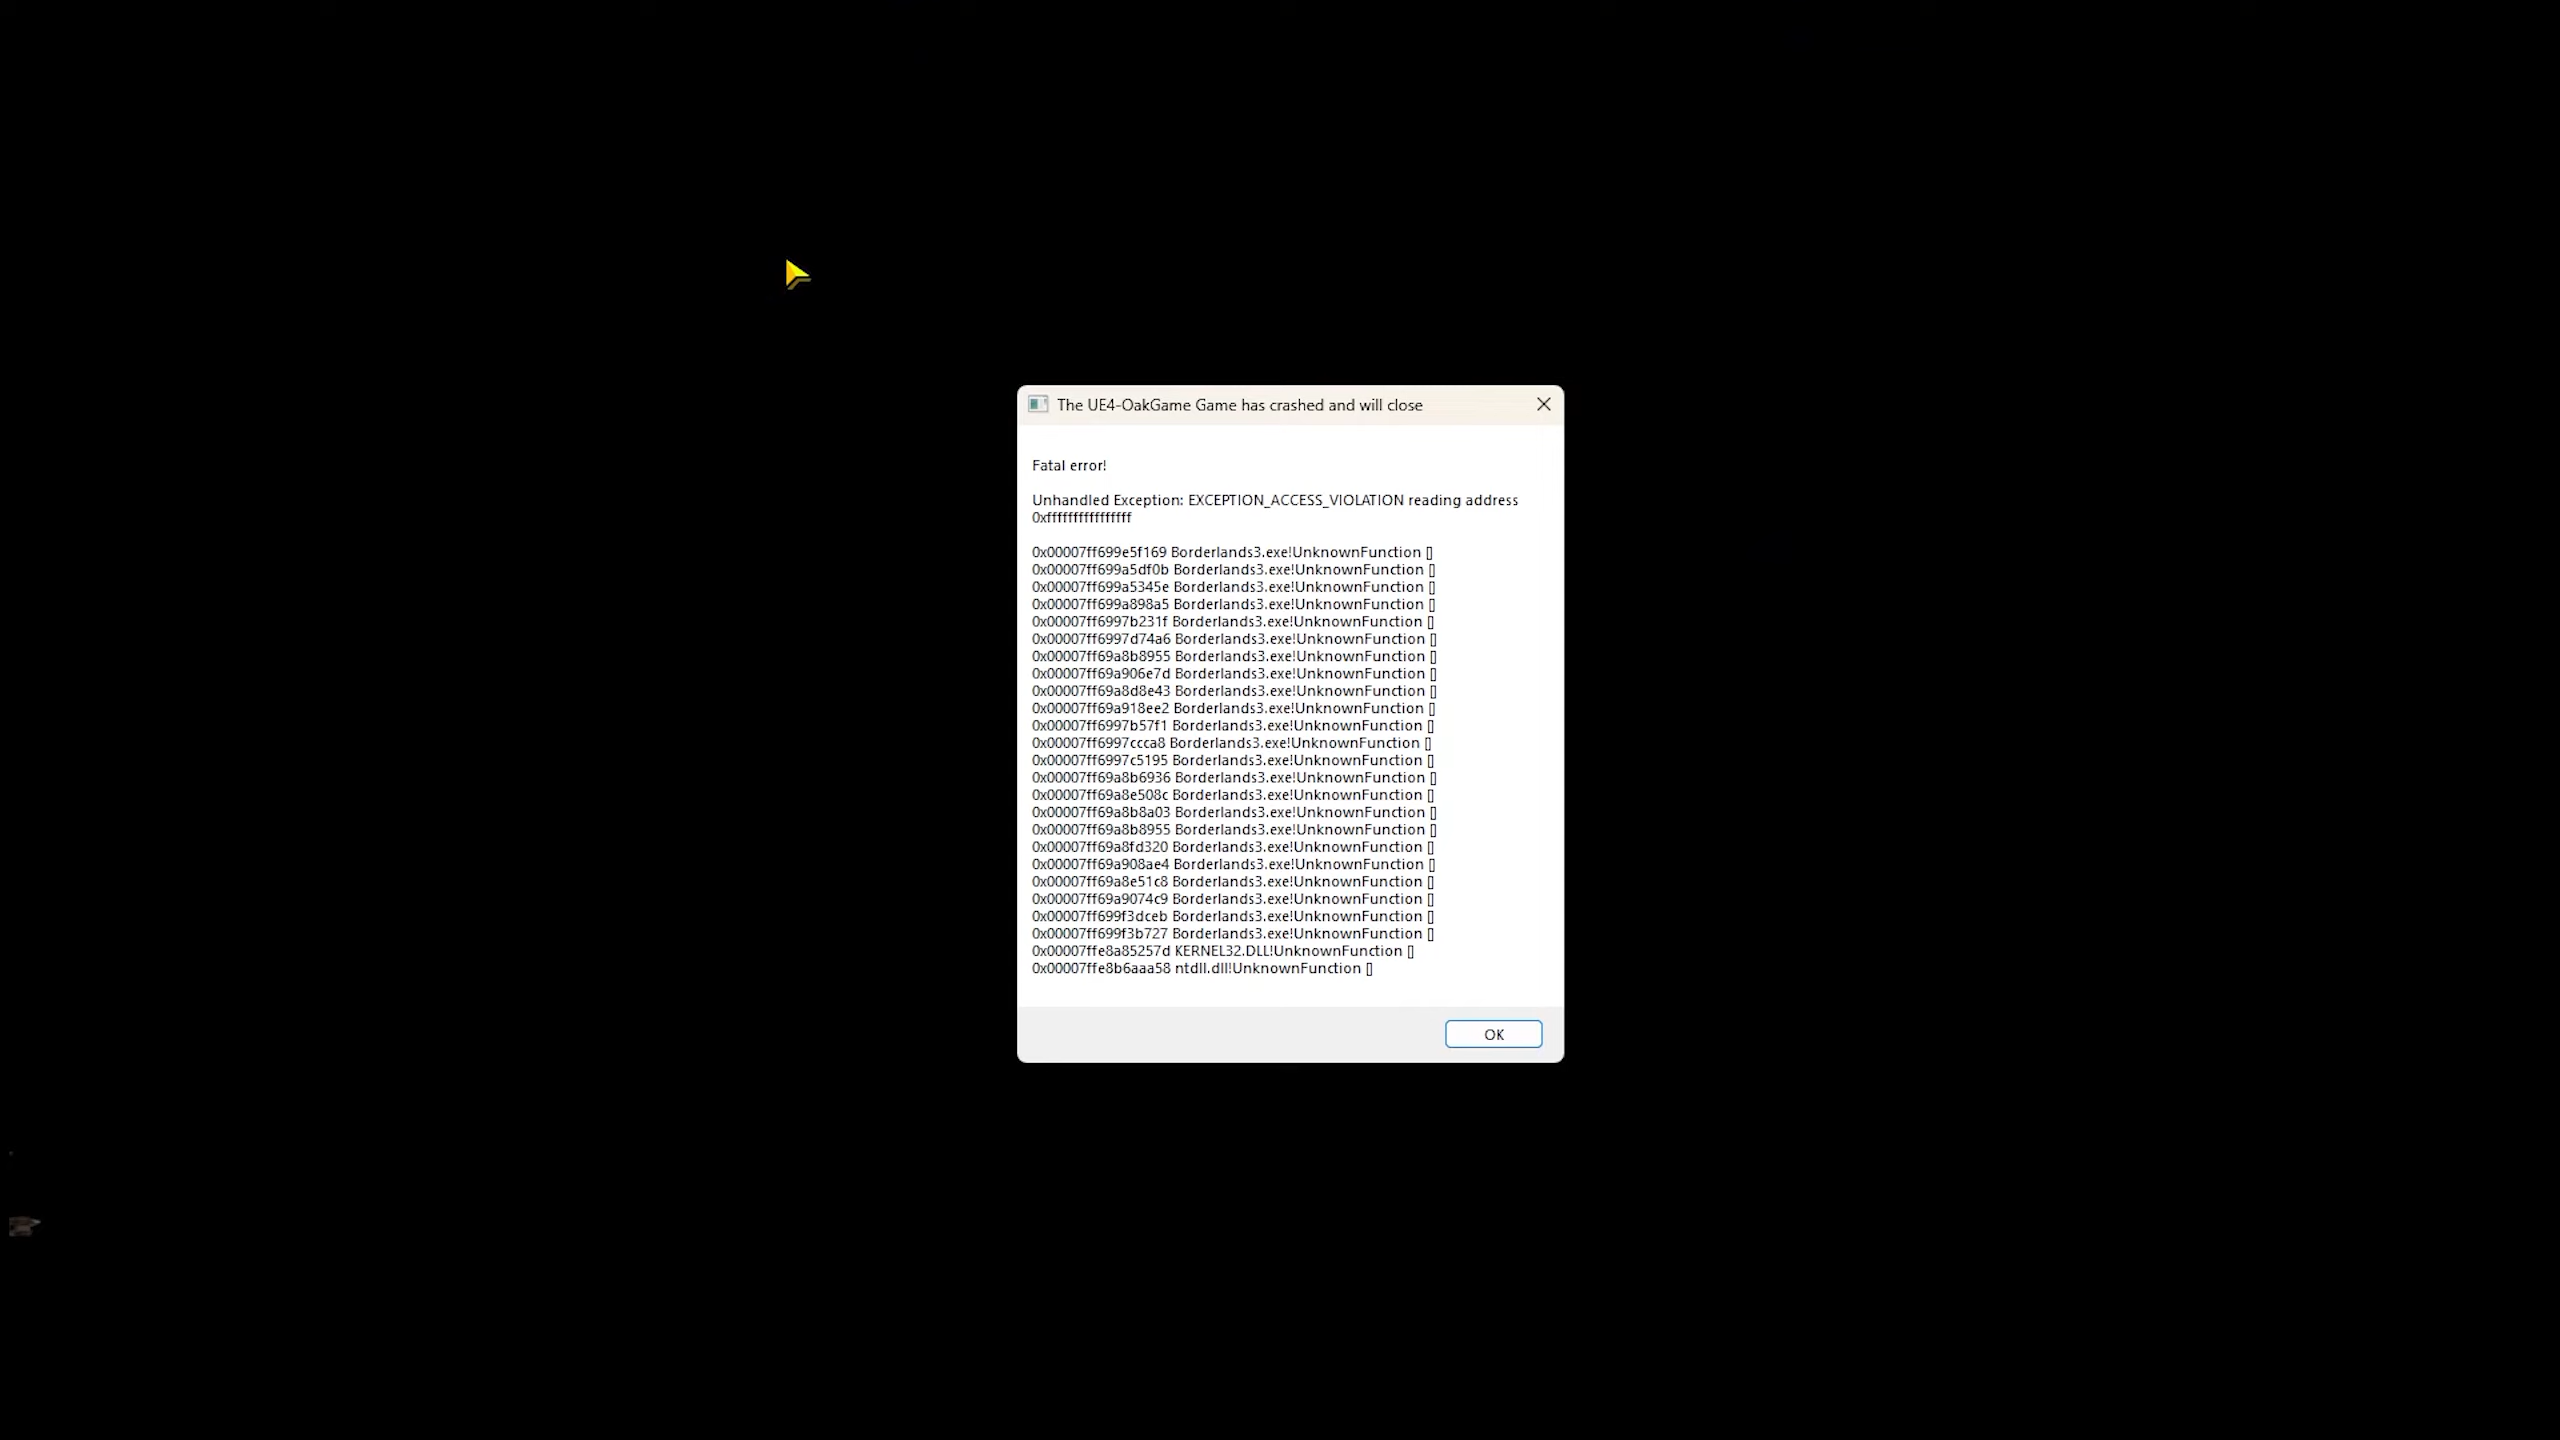 The UE4-OakGame Game has crashed and will close
Fatal error!
Unhandled Exception: EXCEPTION_ACCESS_VIOLATION reading address
0xffffffffffffffff
0x00007ff699e5f169 Borderlands3.exe!UnknownFunction []
0x00007ff699a5df0b Borderlands3.exe!UnknownFunction []
0x00007ff699a5345e Borderlands3.exe!UnknownFunction []
0x00007ff699a898a5 Borderlands3.exe!UnknownFunction []
0x00007ff6997b231f Borderlands3.exe!UnknownFunction []
0x00007ff6997d74a6 Borderlands3.exe!UnknownFunction []
0x00007ff69a8b8955 Borderlands3.exe!UnknownFunction []
0x00007ff69a906e7d Borderlands3.exe!UnknownFunction []
0x00007ff69a8d8e43 Borderlands3.exe!UnknownFunction []
0x00007ff69a918ee2 Borderlands3.exe!UnknownFunction []
0x00007ff6997b57f1 Borderlands3.exe!UnknownFunction []
0x00007ff6997ccca8 Borderlands3.exe!UnknownFunction []
0x00007ff6997c5195 Borderlands3.exe!UnknownFunction []
0x00007ff69a8b6936 Borderlands3.exe!UnknownFunction []
0x00007ff69a8e508c Borderlands3.exe!UnknownFunction []
0x00007ff69a8b8a03 Borderlands3.exe!UnknownFunction []
0x00007ff69a8b8955 Borderlands3.exe!UnknownFunction []
0x00007ff69a8fd320 Borderlands3.exe!UnknownFunction []
0x00007ff69a908ae4 Borderlands3.exe!UnknownFunction []
0x00007ff69a8e51c8 Borderlands3.exe!UnknownFunction []
0x00007ff69a9074c9 Borderlands3.exe!UnknownFunction []
0x00007ff699f3dceb Borderlands3.exe!UnknownFunction []
0x00007ff699f3b727 Borderlands3.exe!UnknownFunction []
0x00007ffe8a85257d KERNEL32.DLL!UnknownFunction []
0x00007ffe8b6aaa58 ntdll.dll!UnknownFunction []
OK